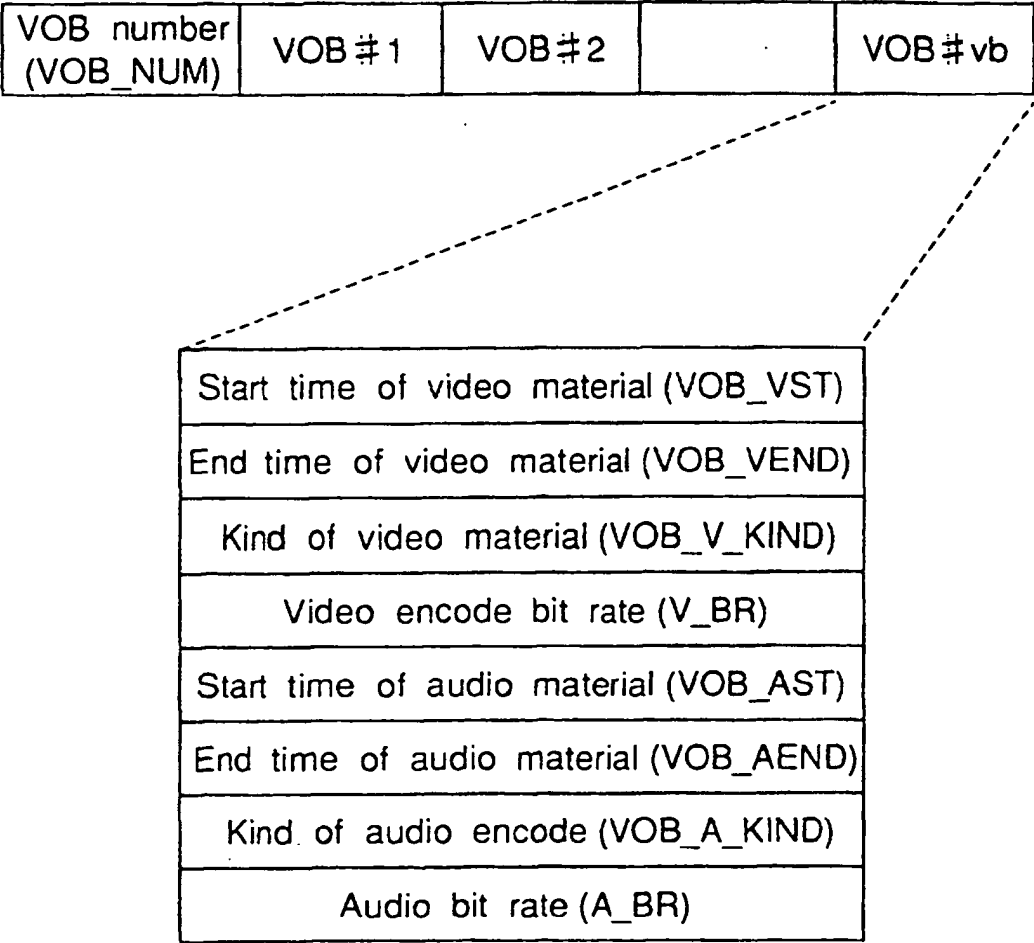 VOB number
(VOB_NUM)
VOB#1
VOB#2
VOB#vb
Start time of video material (VOB_VST)
End time of video material (VOB_VEND)
Kind of video material (VOB_V_KIND)
Video encode bit rate (V_BR)
Start time of audio material (VOB_AST)
End time of audio material (VOB_AEND)
Kind of audio encode (VOB_A_KIND)
Audio bit rate (A_BR)